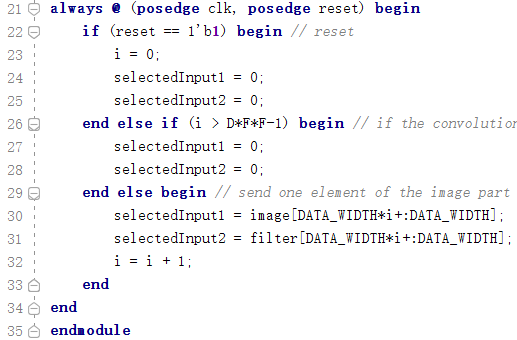 21 always @ (posedge clk, posedge reset) begin
22 if (reset == 1'b1) begin // reset
23 i = 0;
24 selectedInput1 = 0;
25 selectedInput2 = 0;
26 end else if (i > D*F*F-1) begin // if the convolution
27 selectedInput1 = 0;
28 selectedInput2 = 0;
29 end else begin // send one element of the image part
30 selectedInput1 = image[DATA_WIDTH*i+:DATA_WIDTH];
31 selectedInput2 = filter[DATA_WIDTH*i+:DATA_WIDTH];
32 i = i + 1;
33 end
34 end
35 endmodule